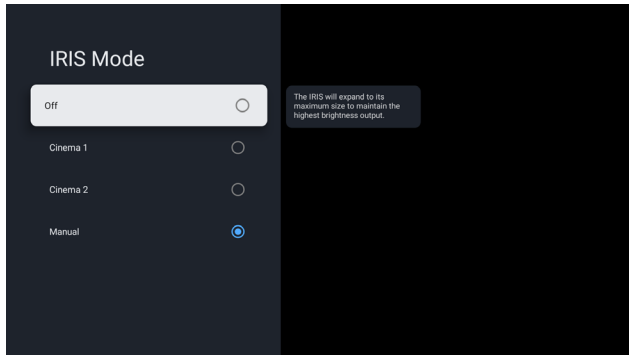 IRIS Mode
Off
The IRIS will expand to its
maximum size to maintain the
highest brightness output.
Cinema 1
Cinema 2
Manual